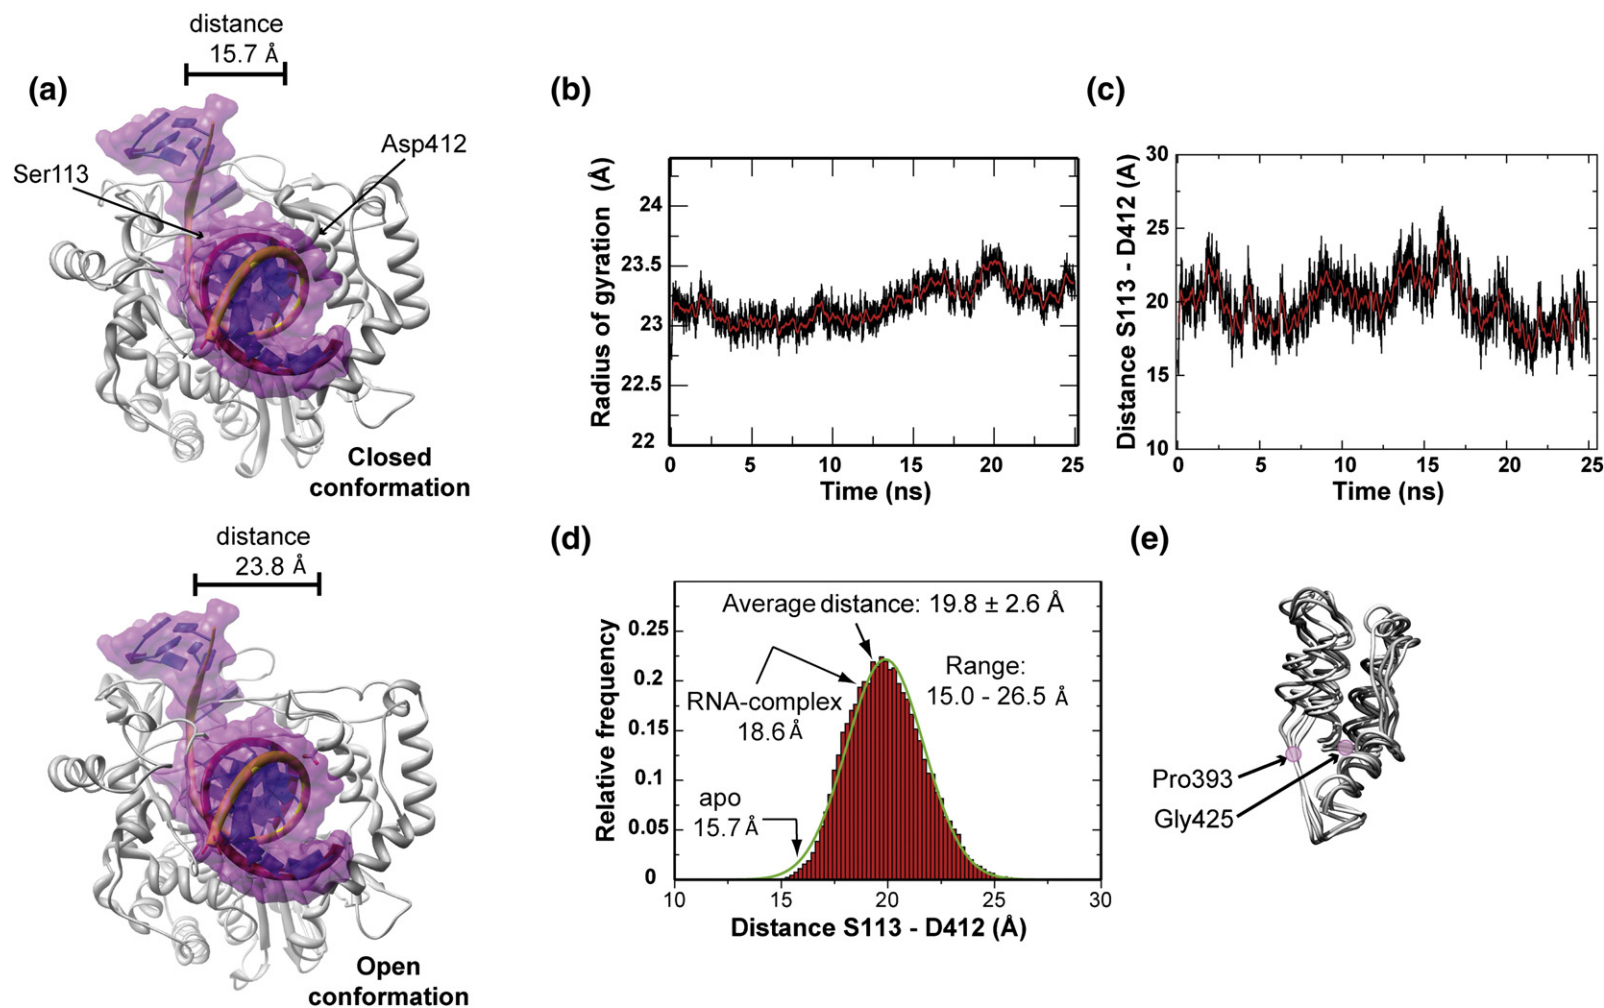 (a)
distance
15.7 Å
Ser113
Asp412
Closed
conformation
distance
23.8 Å
Open
conformation
(b)
Radius of gyration (Å)
24
23.5
23
22.5
22
0 5 10 15 20 25
Time (ns)
(c)
Distance S113 - D412 (A)
30
25
20
15
10
0 5 10 15 20 25
Time (ns)
(d)
Relative frequency
0.25
0.2
0.15
0.1
0.05
0
Average distance: 19.8 ± 2.6 Å
RNA-complex
18.6 Å
Range:
15.0 - 26.5 Å
apo
15.7 Å
10 15 20 25 30
Distance S113 - D412 (Å)
(e)
Pro393
Gly425